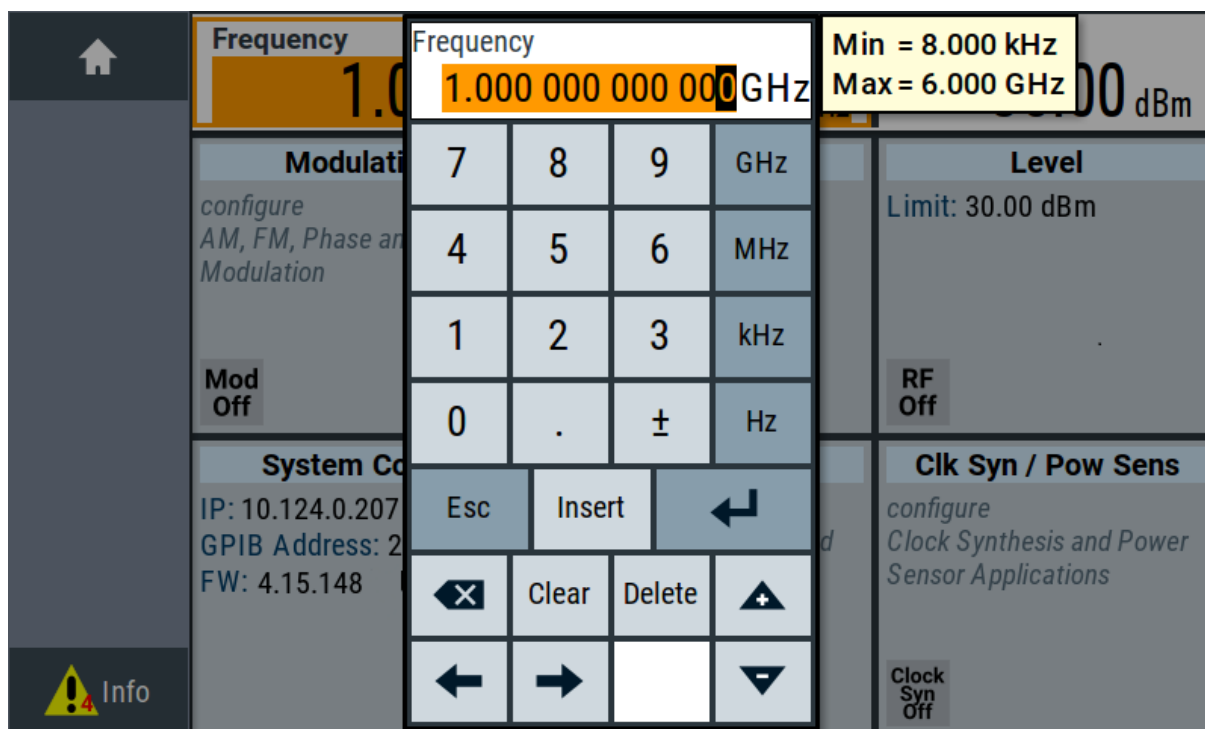 Frequency
1.0
Frequency
1.000 000 000 000 GHz
Min = 8.000 kHz
Max = 6.000 GHz
00 dBm
Modulati
configure
AM, FM, Phase an
Modulation
Mod
Off
7 8 9 GHz
4 5 6 MHz
1 2 3 kHz
0 . ± Hz
Esc Insert
Clear Delete
Level
Limit: 30.00 dBm
RF
Off
System Co
IP: 10.124.0.207
GPIB Address: 2
FW: 4.15.148
d
Clk Syn / Pow Sens
configure
Clock Synthesis and Power
Sensor Applications
Clock
Syn
Off
4 Info